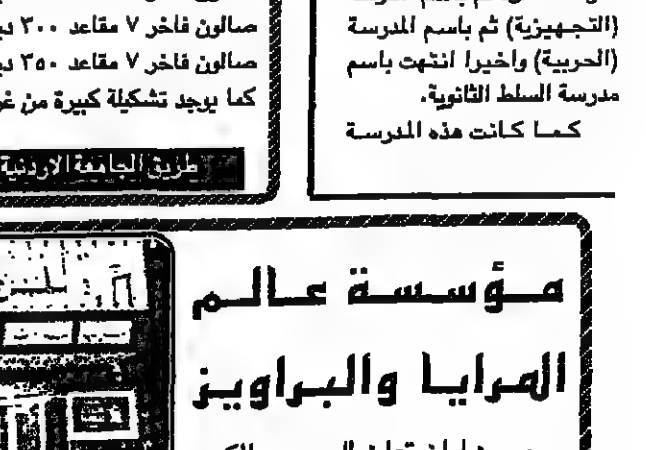 (التجهيزية) ثم باسم المدرسة
(الحربية) واخيرا انتهت باسم
مدرسة السلط الثانوية.
كما كانت هذه المدرسة
صالون فاخر ٧ مقاعد ٣٠٠
صالون فاخر ٧ مقاعد ٣٥٠
كما يوجد تشكيلة كبيرة من
طريق الجامعة الاردنية
مؤسسة عالم
المرايا والبراويز